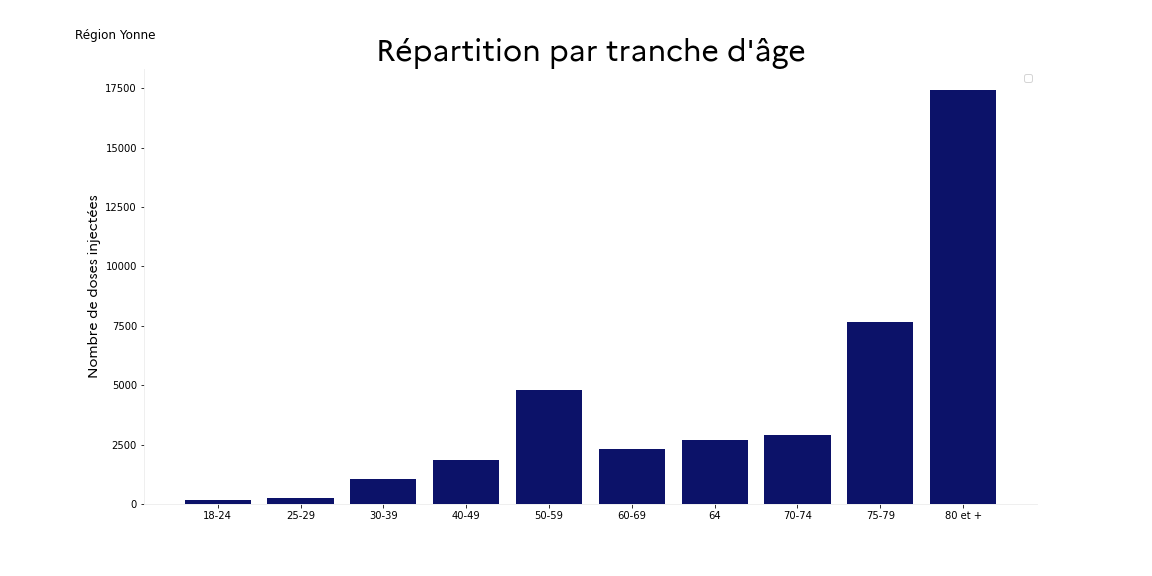 Région Yonne
Répartition par tranche d'âge
Nombre de doses injectées
17500
15000
12500
10000
7500
5000
2500
0
18-24 25-29 30-39 40-49 50-59 60-69 64 70-74 75-79 80 et +